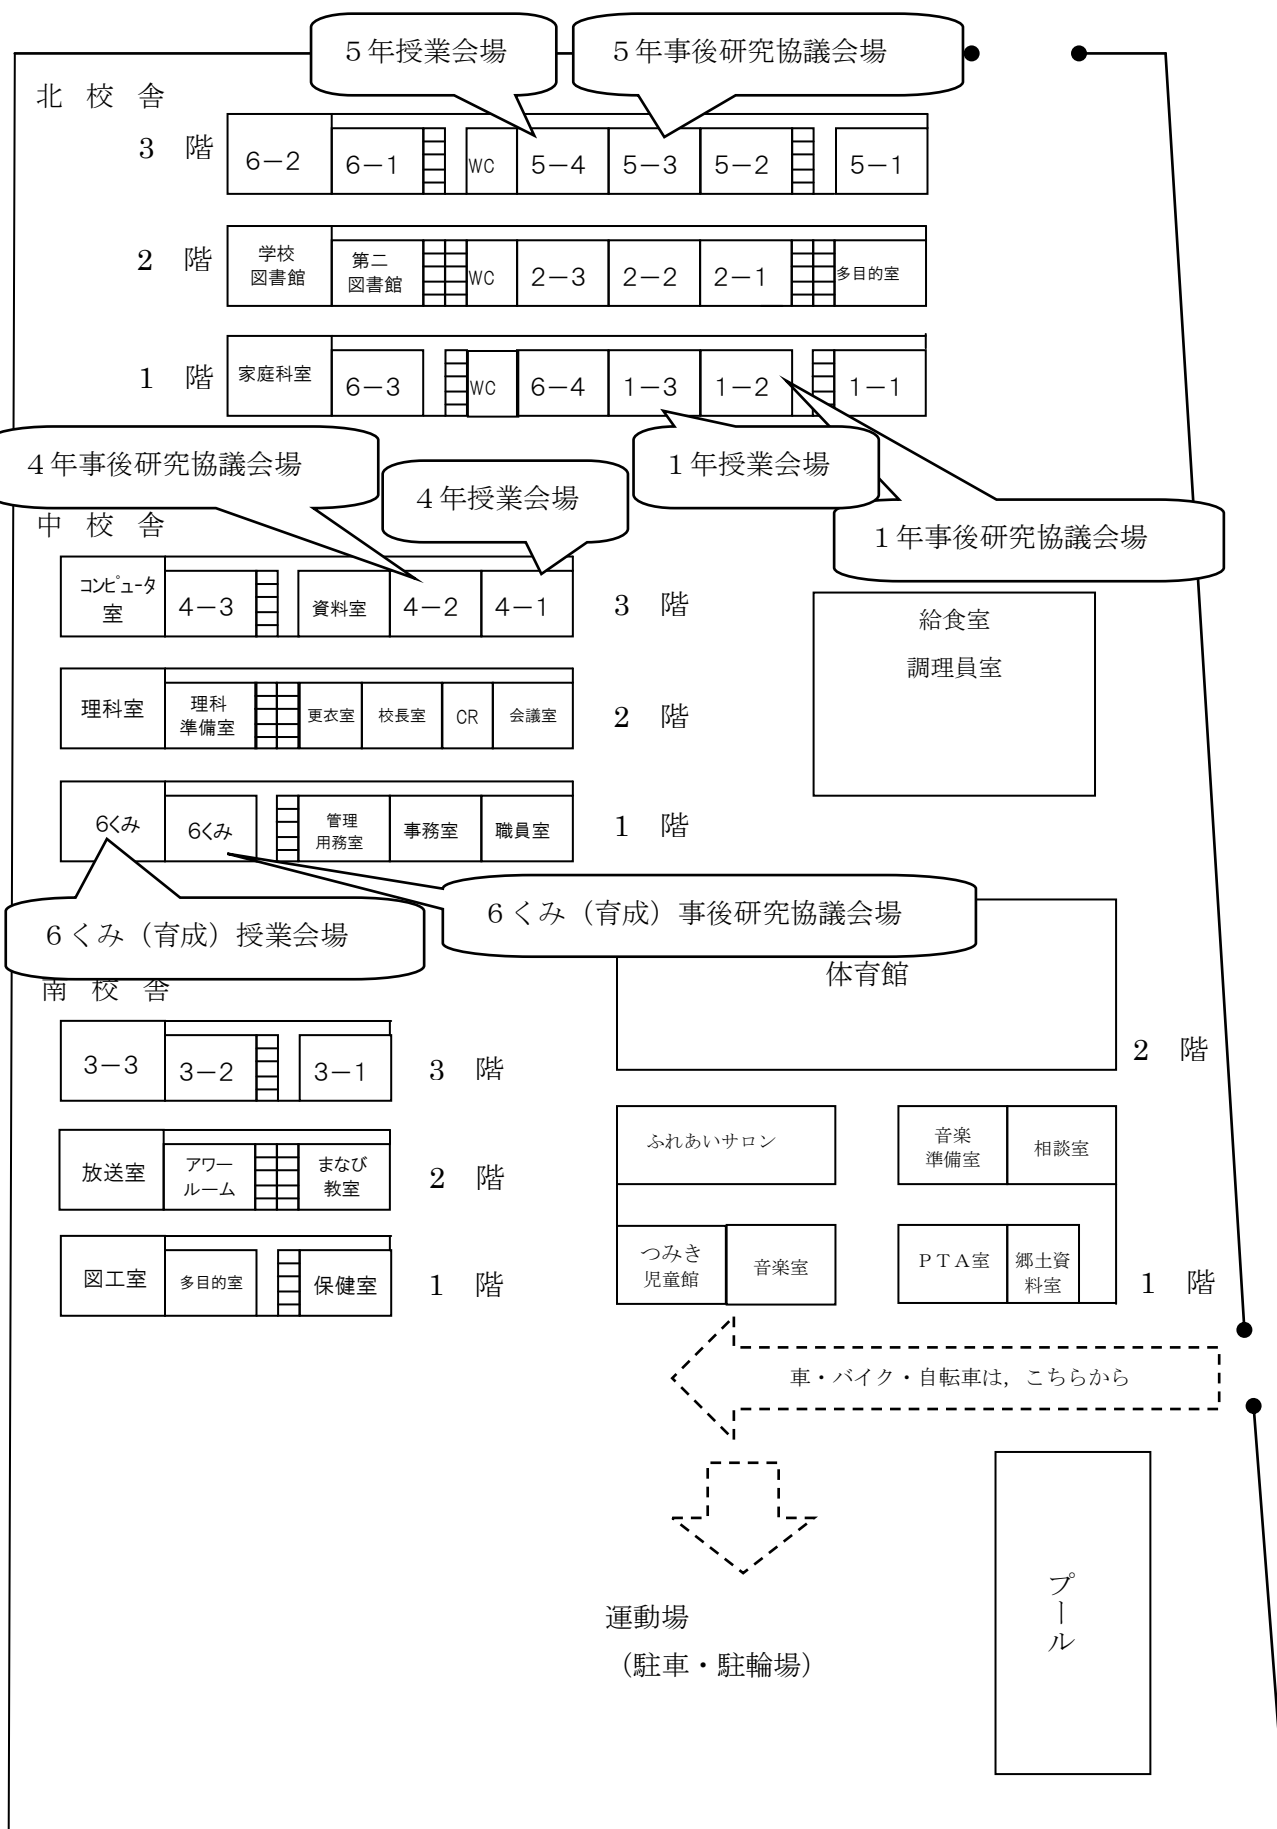 5年授業会場
5年事後研究協議会場
北 校 舎
3 階
6-2
6-1
WC
5-4
5-3
5-2
5-1
2 階
学校
図書館
第二
図書館
WC
2-3
2-2
2-1
多目的室
1 階
家庭科室
6-3
WC
6-4
1-3
1-2
1-1
4年事後研究協議会場
4年授業会場
1年授業会場
1年事後研究協議会場
中 校 舎
コンピュータ
室
4-3
資料室
4-2
4-1
3 階
給食室
調理員室
理科室
理科
準備室
更衣室
校長室
CR
会議室
2 階
6くみ
6くみ
管理
用務室
事務室
職員室
1 階
6くみ（育成）授業会場
6くみ（育成）事後研究協議会場
体育館
2 階
南 校 舎
3-3
3-2
3-1
3 階
放送室
アワー
ルーム
まなび
教室
2 階
図工室
多目的室
保健室
1 階
ふれあいサロン
音楽
準備室
相談室
つみき
児童館
音楽室
PTA室
郷土資
料室
1 階
車・バイク・自転車は，こちらから
運動場
（駐車・駐輪場）
プール